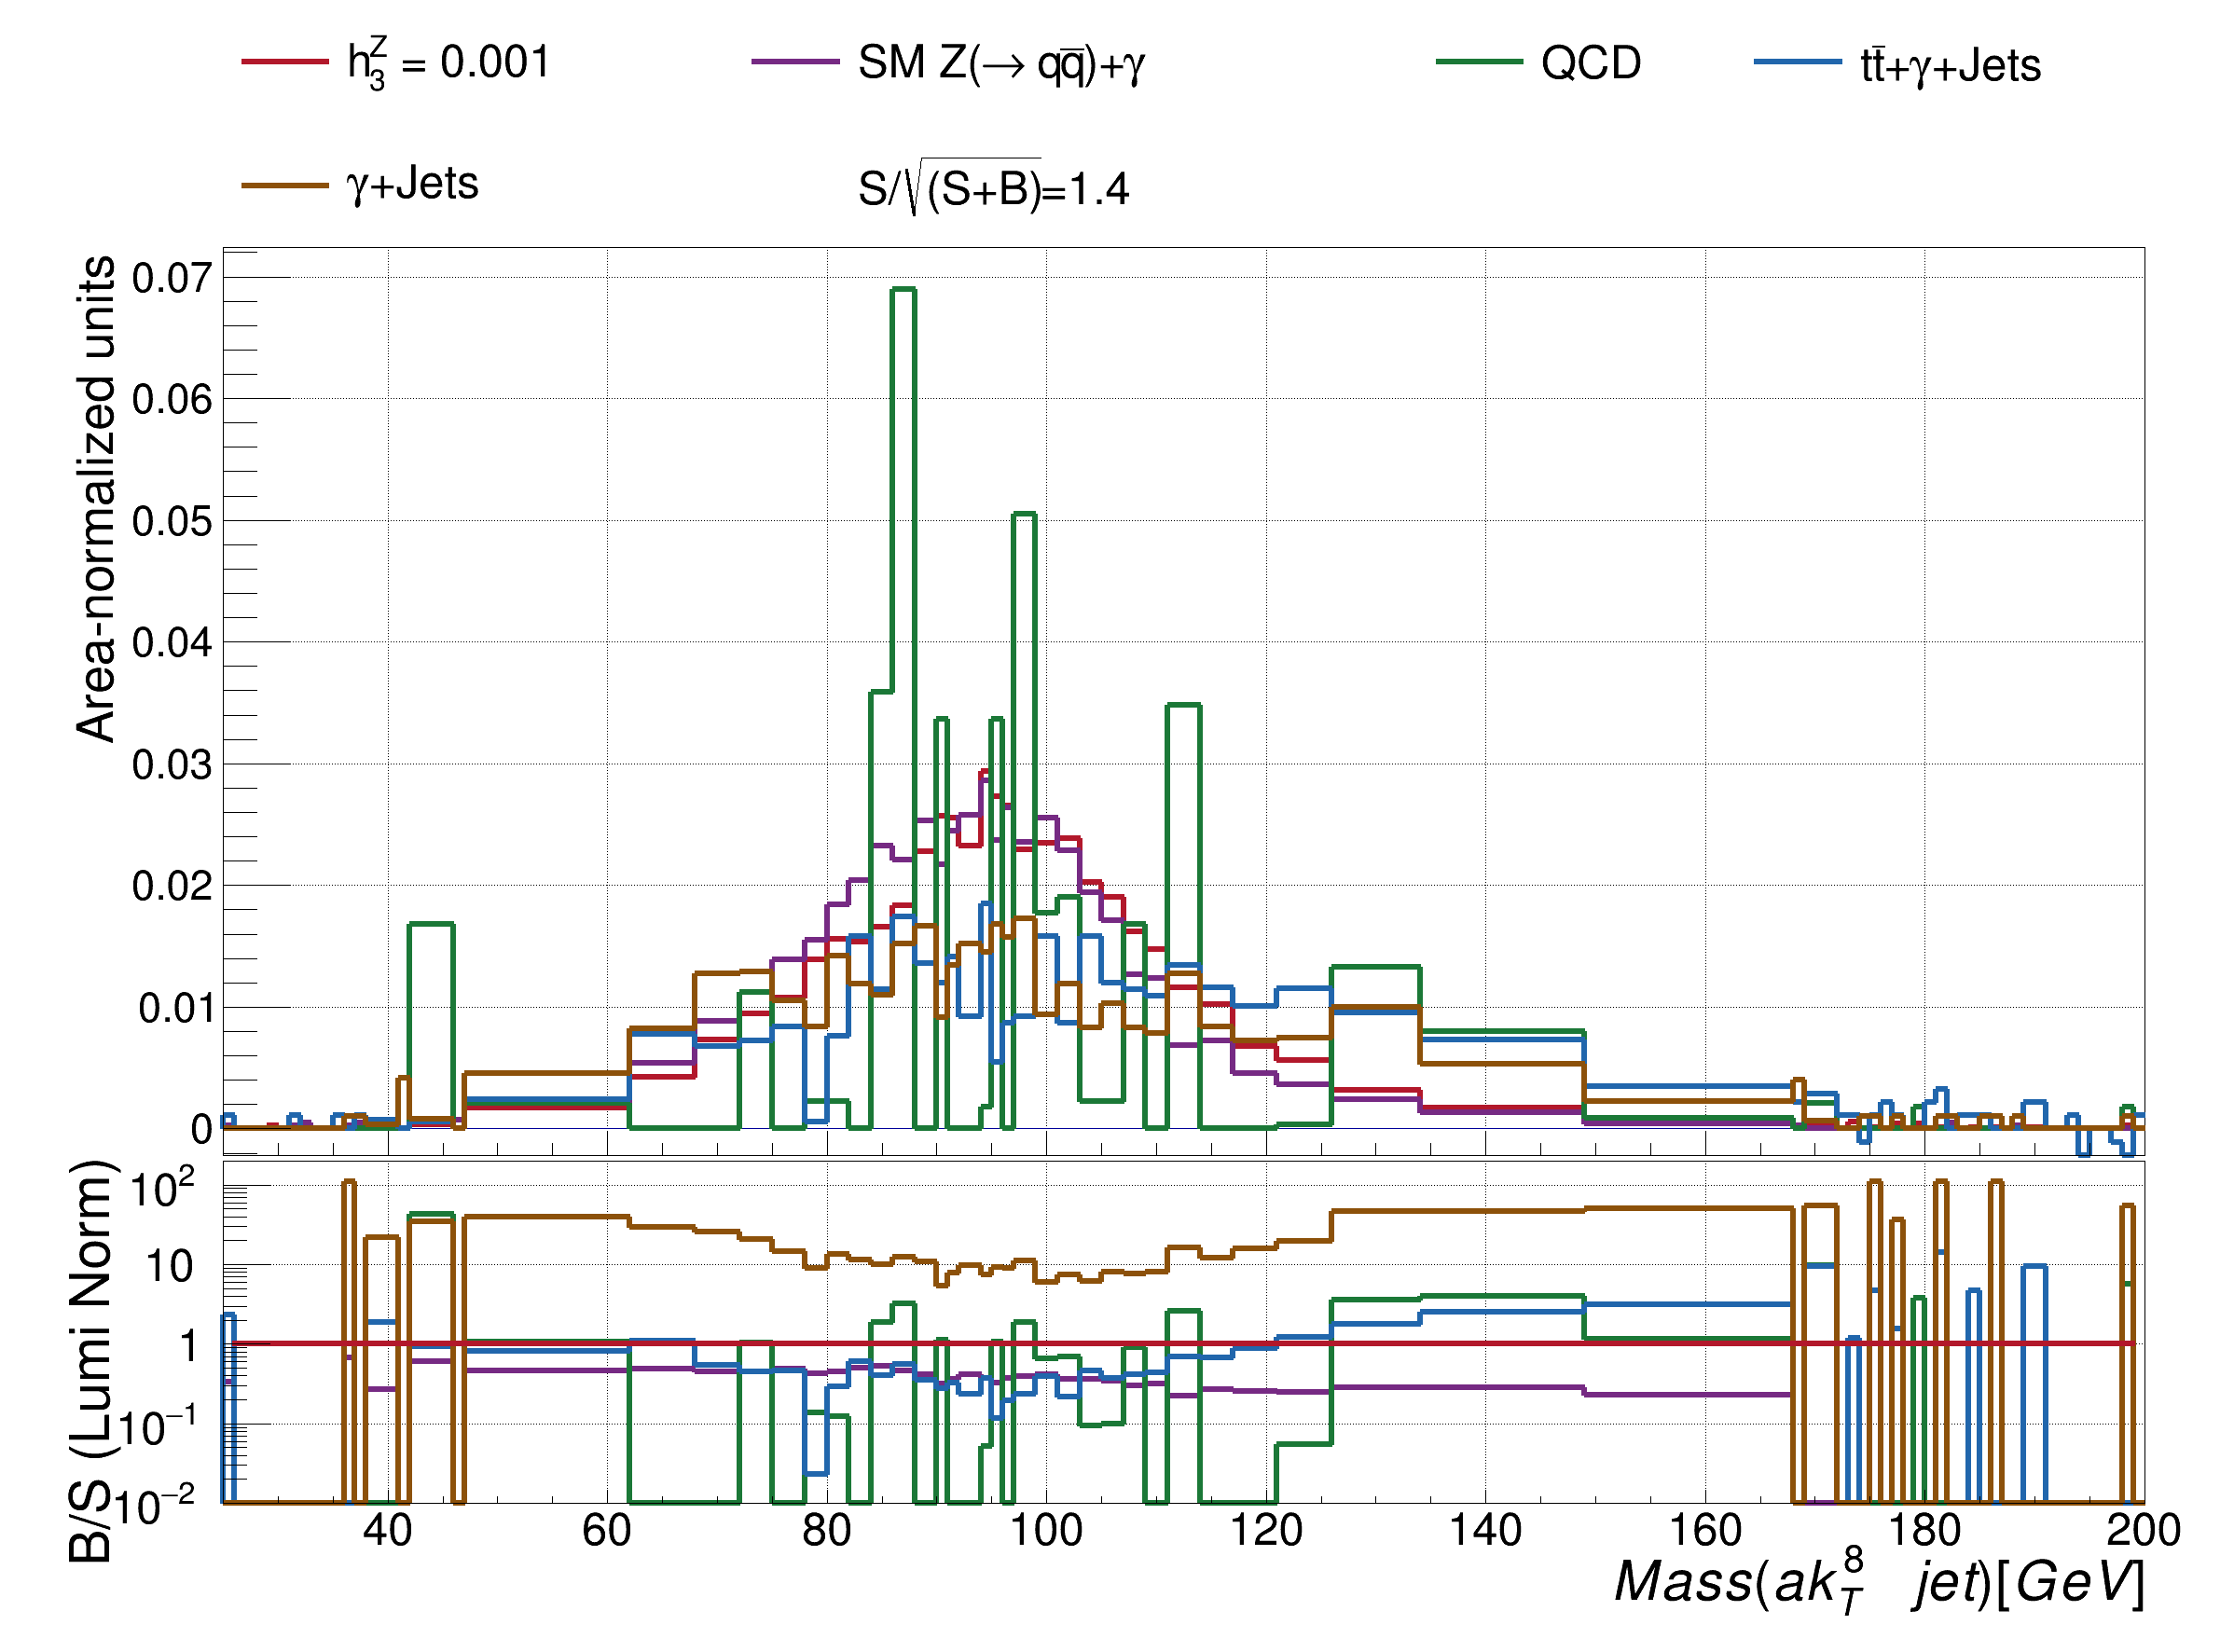 h₃ᶻ = 0.001 SM Z(→ qq̅)+γ QCD tt̅+γ+Jets
γ+Jets S/√(S+B)=1.4
Area-normalized units
0.07
0.06
0.05
0.04
0.03
0.02
0.01
0
B/S (Lumi Norm)
10²
10
1
10⁻¹
10⁻²
40 60 80 100 120 140 160 180 200
Mass(ak_T^8 jet)[GeV]